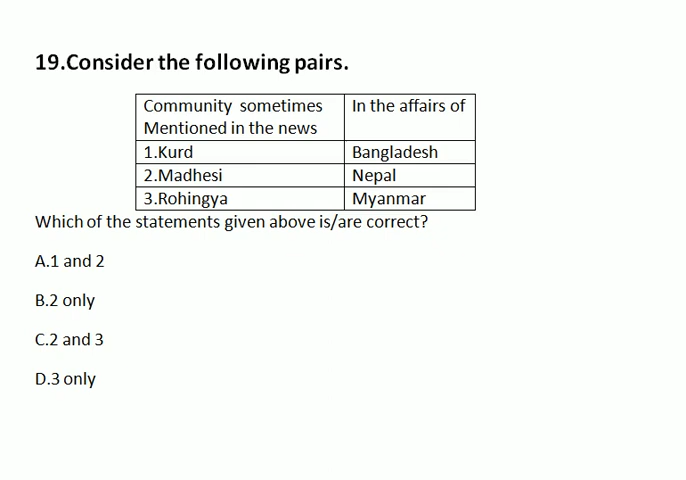 19.Consider the following pairs.
Community sometimes In the affairs of
Mentioned in the news
1.Kurd Bangladesh
2.Madhesi Nepal
3.Rohingya Myanmar
Which of the statements given above is/are correct?
A.1 and 2
B.2 only
C.2 and 3
D.3 only